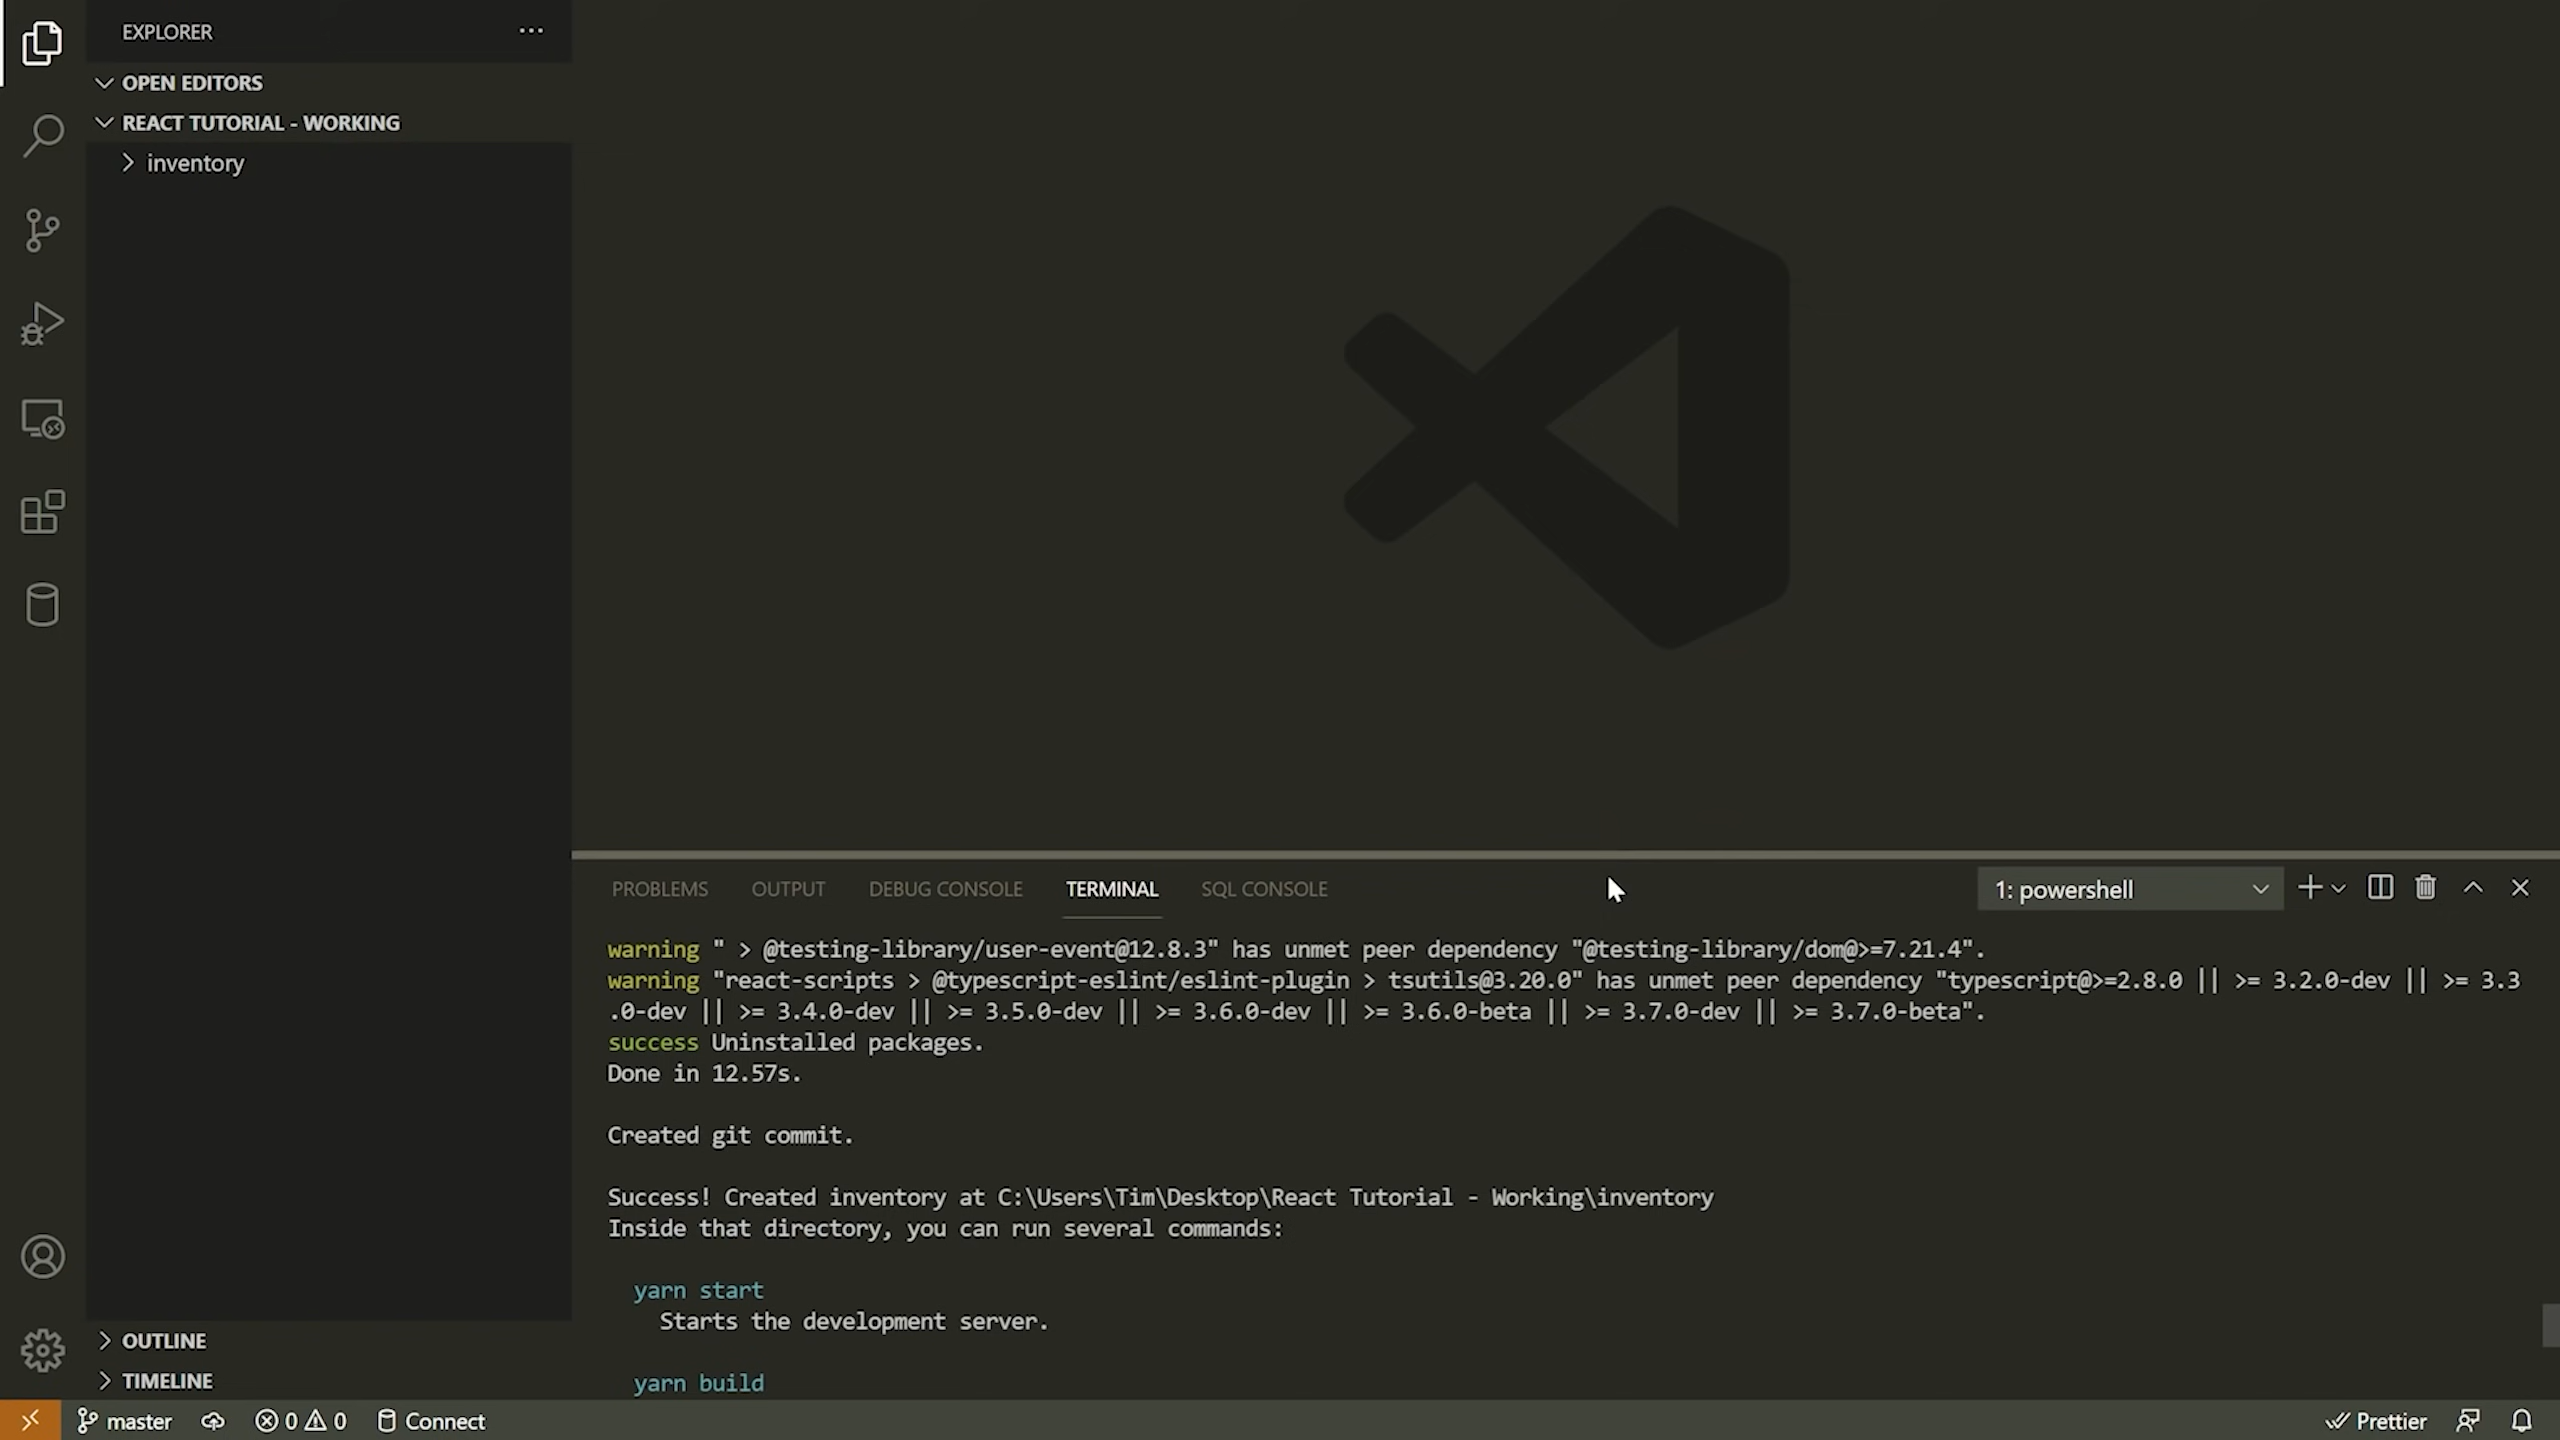 EXPLORER
OPEN EDITORS
REACT TUTORIAL - WORKING
inventory
OUTLINE
TIMELINE
PROBLEMS OUTPUT DEBUG CONSOLE TERMINAL SQL CONSOLE 1: powershell
warning " > @testing-library/user-event@12.8.3" has unmet peer dependency "@testing-library/dom@>=7.21.4".
warning "react-scripts > @typescript-eslint/eslint-plugin > tsutils@3.20.0" has unmet peer dependency "typescript@>=2.8.0 || >= 3.2.0-dev || >= 3.3
.0-dev || >= 3.4.0-dev || >= 3.5.0-dev || >= 3.6.0-dev || >= 3.6.0-beta || >= 3.7.0-dev || >= 3.7.0-beta".
success Uninstalled packages.
Done in 12.57s.
Created git commit.
Success! Created inventory at C:\Users\Tim\Desktop\React Tutorial - Working\inventory
Inside that directory, you can run several commands:
yarn start
Starts the development server.
yarn build
master 0 0 Connect Prettier